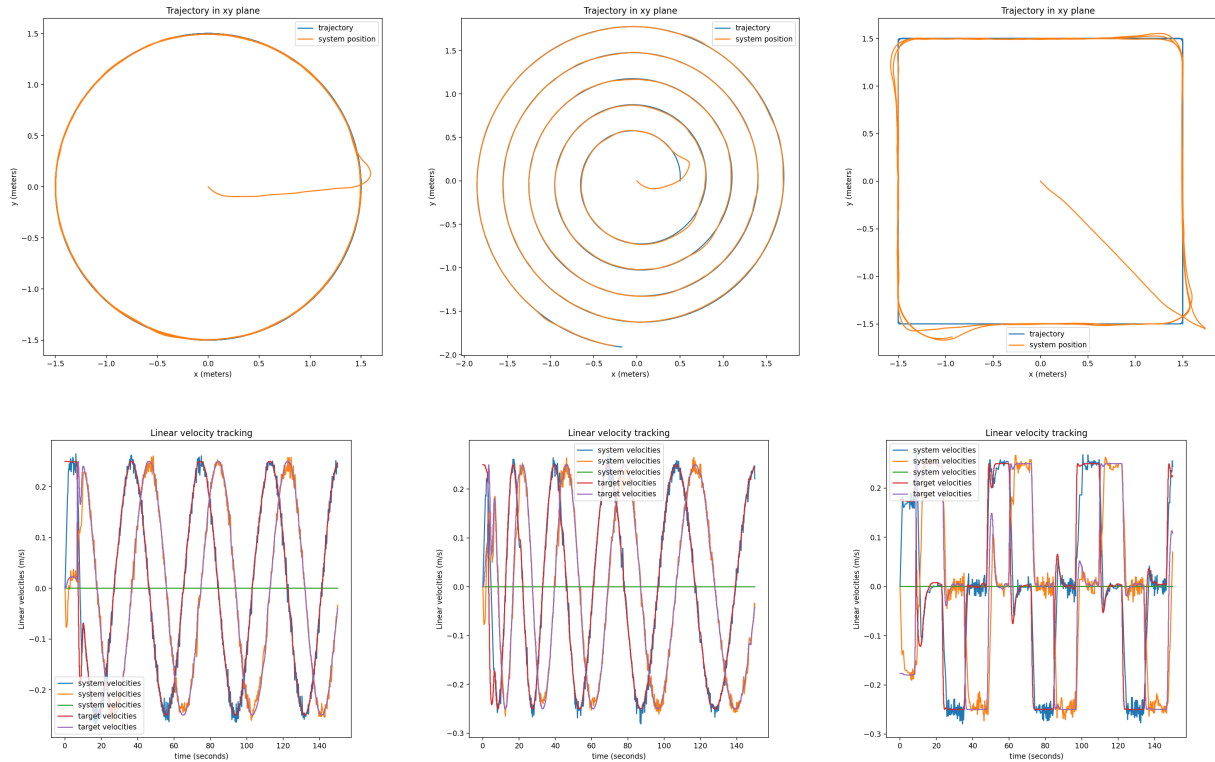 Trajectory in xy plane
trajectory
system position
1.5
1.0
0.5
0.0
−0.5
−1.0
−1.5
y (meters)
−1.5 −1.0 −0.5 0.0 0.5 1.0 1.5
x (meters)
Trajectory in xy plane
trajectory
system position
1.5
1.0
0.5
0.0
−0.5
−1.0
−1.5
−2.0
y (meters)
−2.0 −1.5 −1.0 −0.5 0.0 0.5 1.0 1.5
x (meters)
Trajectory in xy plane
1.5
1.0
0.5
0.0
−0.5
−1.0
−1.5
y (meters)
trajectory
system position
−1.5 −1.0 −0.5 0.0 0.5 1.0 1.5
x (meters)
Linear velocity tracking
0.2
0.1
0.0
−0.1
−0.2
Linear velocities (m/s)
system velocities
system velocities
system velocities
target velocities
target velocities
0 20 40 60 80 100 120 140
time (seconds)
Linear velocity tracking
system velocities
system velocities
system velocities
target velocities
target velocities
0.2
0.1
0.0
−0.1
−0.2
−0.3
Linear velocities (m/s)
0 20 40 60 80 100 120 140
time (seconds)
Linear velocity tracking
system velocities
system velocities
system velocities
target velocities
target velocities
0.2
0.1
0.0
−0.1
−0.2
−0.3
Linear velocities (m/s)
0 20 40 60 80 100 120 140
time (seconds)